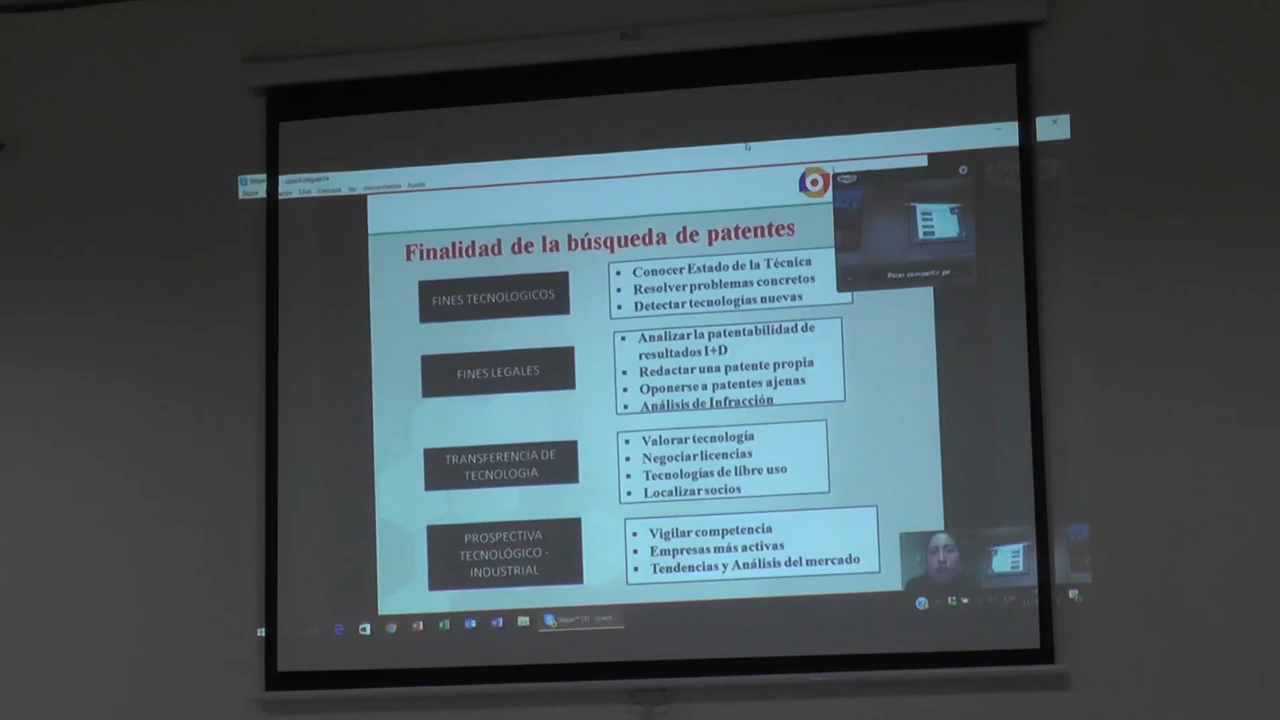 Skype
Ayuda
Finalidad de la búsqueda de patentes
FINES TECNOLOGICOS
Conocer Estado de la Técnica
Resolver problemas concretos
Detectar tecnologías nuevas
FINES LEGALES
Analizar la patentabilidad de
resultados I+D
Redactar una patente propia
Oponerse a patentes ajenas
Análisis de Infracción
TRANSFERENCIA DE
TECNOLOGIA
Valorar tecnología
Negociar licencias
Tecnologías de libre uso
Localizar socios
PROSPECTIVA
TECNOLÓGICO -
INDUSTRIAL
Vigilar competencia
Empresas más activas
Tendencias y Análisis del mercado